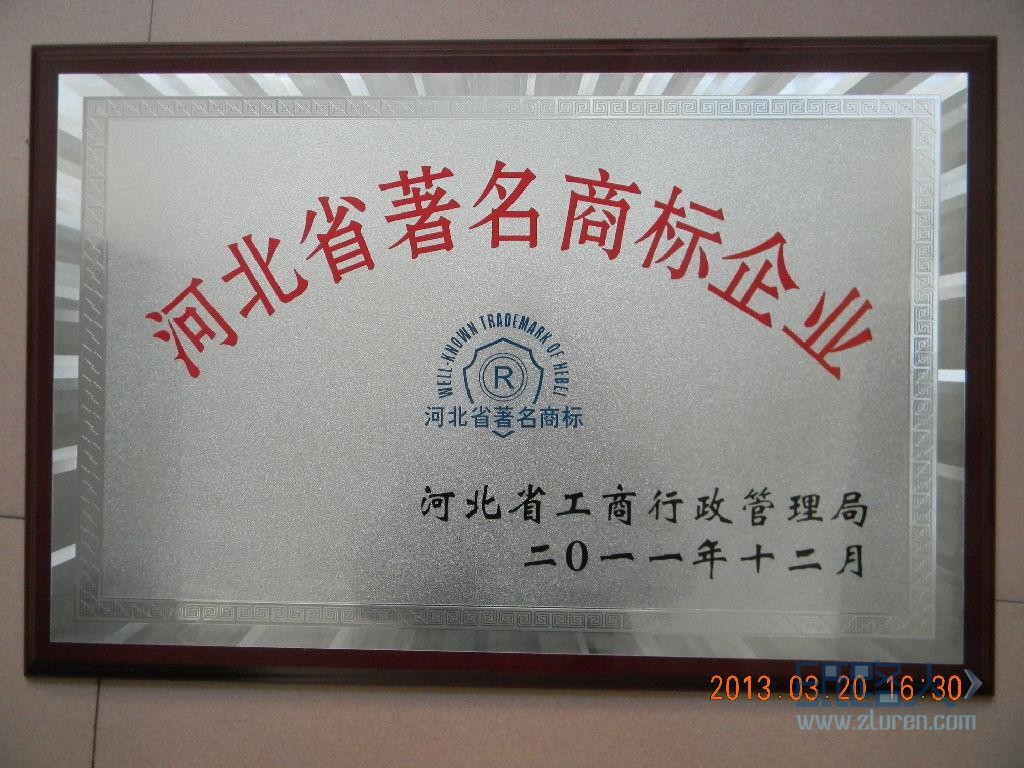 河北省著名商标企业
WELL-KNOWN TRADEMARK OF HEBEI
R
河北省著名商标
河北省工商行政管理局
二0一一年十二月
2013.03.20 16:30
www.zluren.com